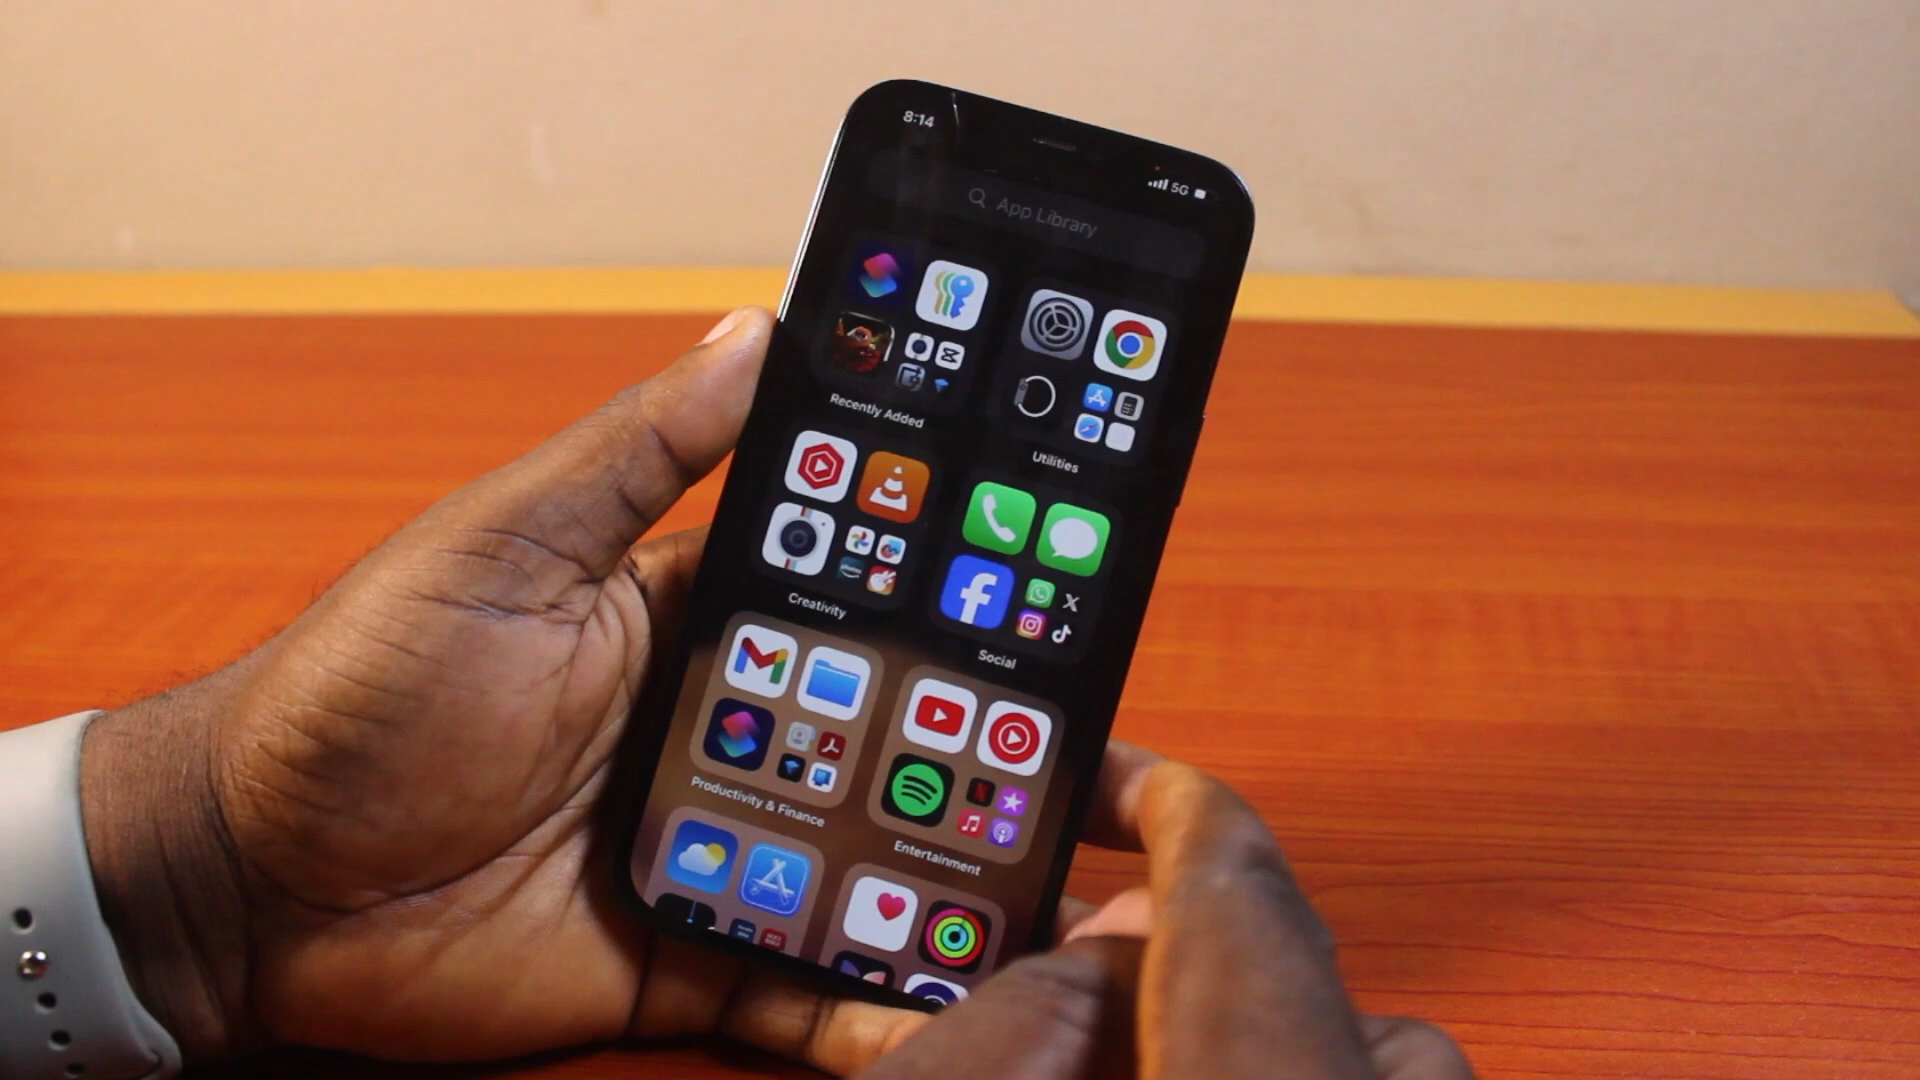 8:14
5G
App Library
Recently Added
Utilities
Creativity
Social
Productivity & Finance
Entertainment